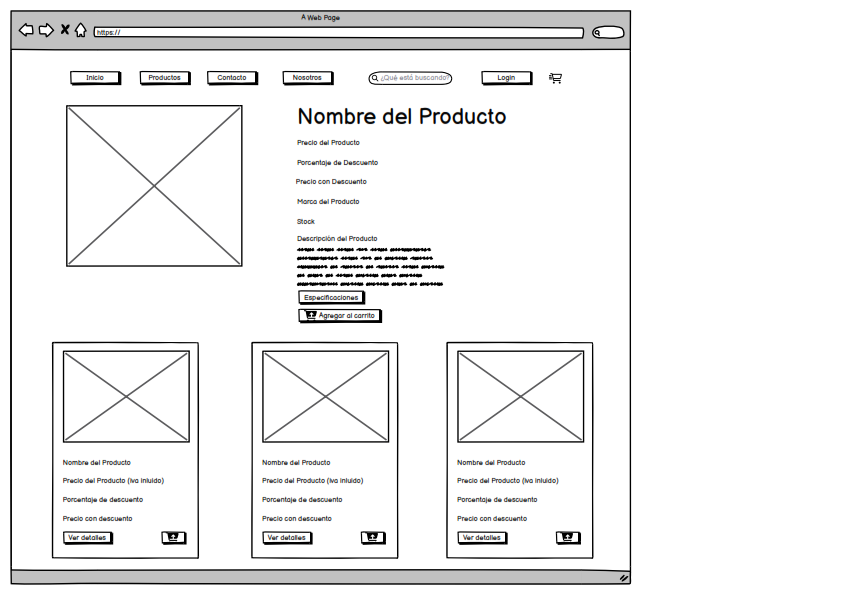 A Web Page
https://
Inicio
Productos
Contacto
Nosotros
¿Qué está buscando?
Login
Nombre del Producto
Precio del Producto
Porcentaje de Descuento
Precio con Descuento
Marca del Producto
Stock
Descripción del Producto
Especificaciones
Agregar al carrito
Nombre del Producto
Precio del Producto (iva inluido)
Porcentaje de descuento
Precio con descuento
Ver detalles
Nombre del Producto
Precio del Producto (iva inluido)
Porcentaje de descuento
Precio con descuento
Ver detalles
Nombre del Producto
Precio del Producto (iva inluido)
Porcentaje de descuento
Precio con descuento
Ver detalles